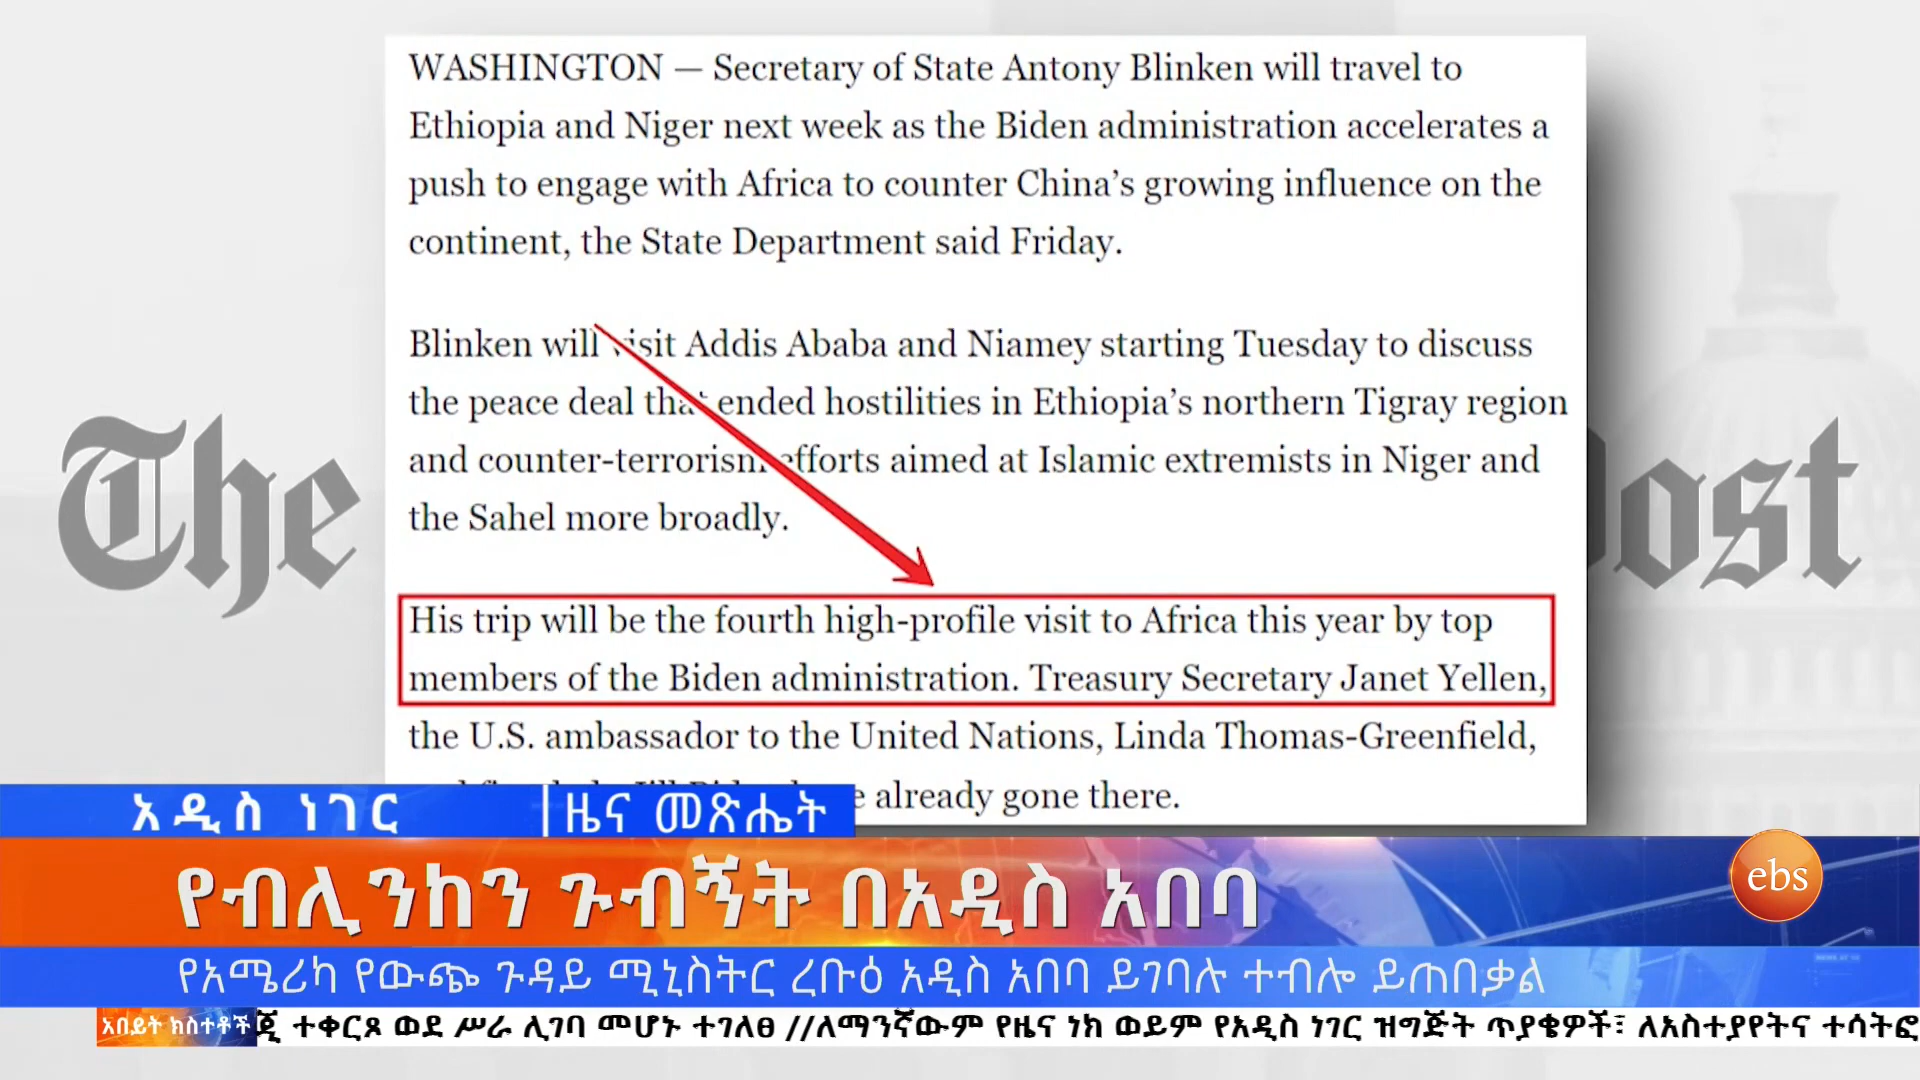 WASHINGTON — Secretary of State Antony Blinken will travel to
Ethiopia and Niger next week as the Biden administration accelerates a
push to engage with Africa to counter China’s growing influence on the
continent, the State Department said Friday.
Blinken will visit Addis Ababa and Niamey starting Tuesday to discuss
the peace deal that ended hostilities in Ethiopia’s northern Tigray region
and counter-terrorism efforts aimed at Islamic extremists in Niger and
the Sahel more broadly.
His trip will be the fourth high-profile visit to Africa this year by top
members of the Biden administration. Treasury Secretary Janet Yellen,
the U.S. ambassador to the United Nations, Linda Thomas-Greenfield,
already gone there.
The
ost
አዲስ ነገር |ዜና መጽሔት
የብሊንከን ጉብኝት በአዲስ አበባ
ebs
የአሜሪካ የውጭ ጉዳይ ሚኒስትር ረቡዕ አዲስ አበባ ይገባሉ ተብሎ ይጠበቃል
አበይት ክስተቶች
ጂ ተቀርጾ ወደ ሥራ ሊገባ መሆኑ ተገለፀ //ለማንኛውም የዜና ነክ ወይም የአዲስ ነገር ዝግጅት ጥያቄዎች፣ ለአስተያየትና ተሳትፎ